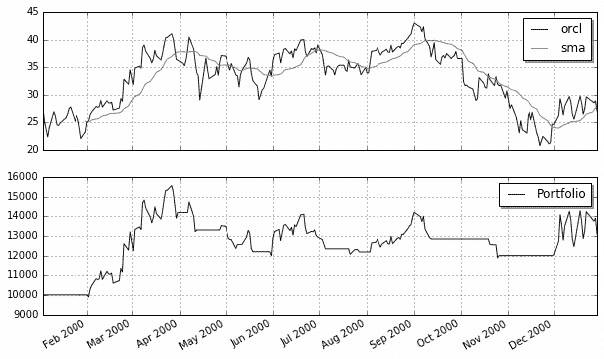 45
40
35
30
25
20
orcl
sma
16000
15000
14000
13000
12000
11000
10000
9000
Portfolio
Feb 2000
Mar 2000
Apr 2000
May 2000
Jun 2000
Jul 2000
Aug 2000
Sep 2000
Oct 2000
Nov 2000
Dec 2000